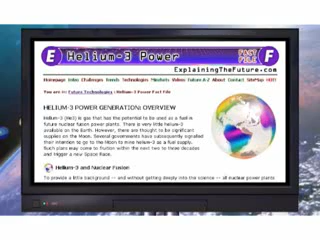 E Helium-3 Power FACT FILE F
ExplainingTheFuture.com
Homepage Index Challenges Trends Technologies Mindsets Videos Future A-Z About Contact SiteMap HOT!
You are in: Future Technologies : Helium-3 Power Fact File
HELIUM-3 POWER GENERATION: OVERVIEW
Helium-3 (He3) is gas that has the potential to be used as a fuel in
future nuclear fusion power plants. There is very little helium-3
available on the Earth. However, there are thought to be significant
supplies on the Moon. Several governments have subsequently signalled
their intention to go to the Moon to mine helium-3 as a fuel supply.
Such plans may come to fruition within the next two to three decades
and trigger a new Space Race.
Helium-3 and Nuclear Fusion
To provide a little background -- and without getting deeply into the science -- all nuclear power plants